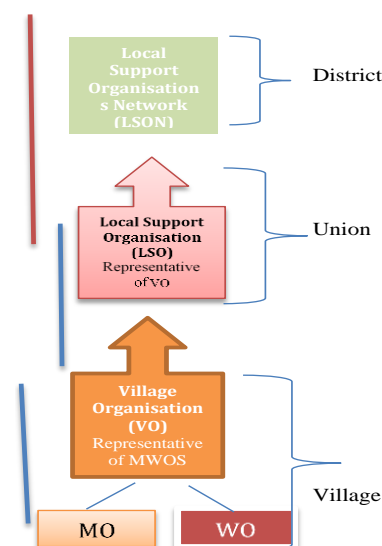 Local
Support
Organisation
s Network
(LSON)
District
Local Support
Organisation
(LSO)
Representative
of VO
Union
Village
Organisation
(VO)
Representative
of MWOS
Village
MO
WO